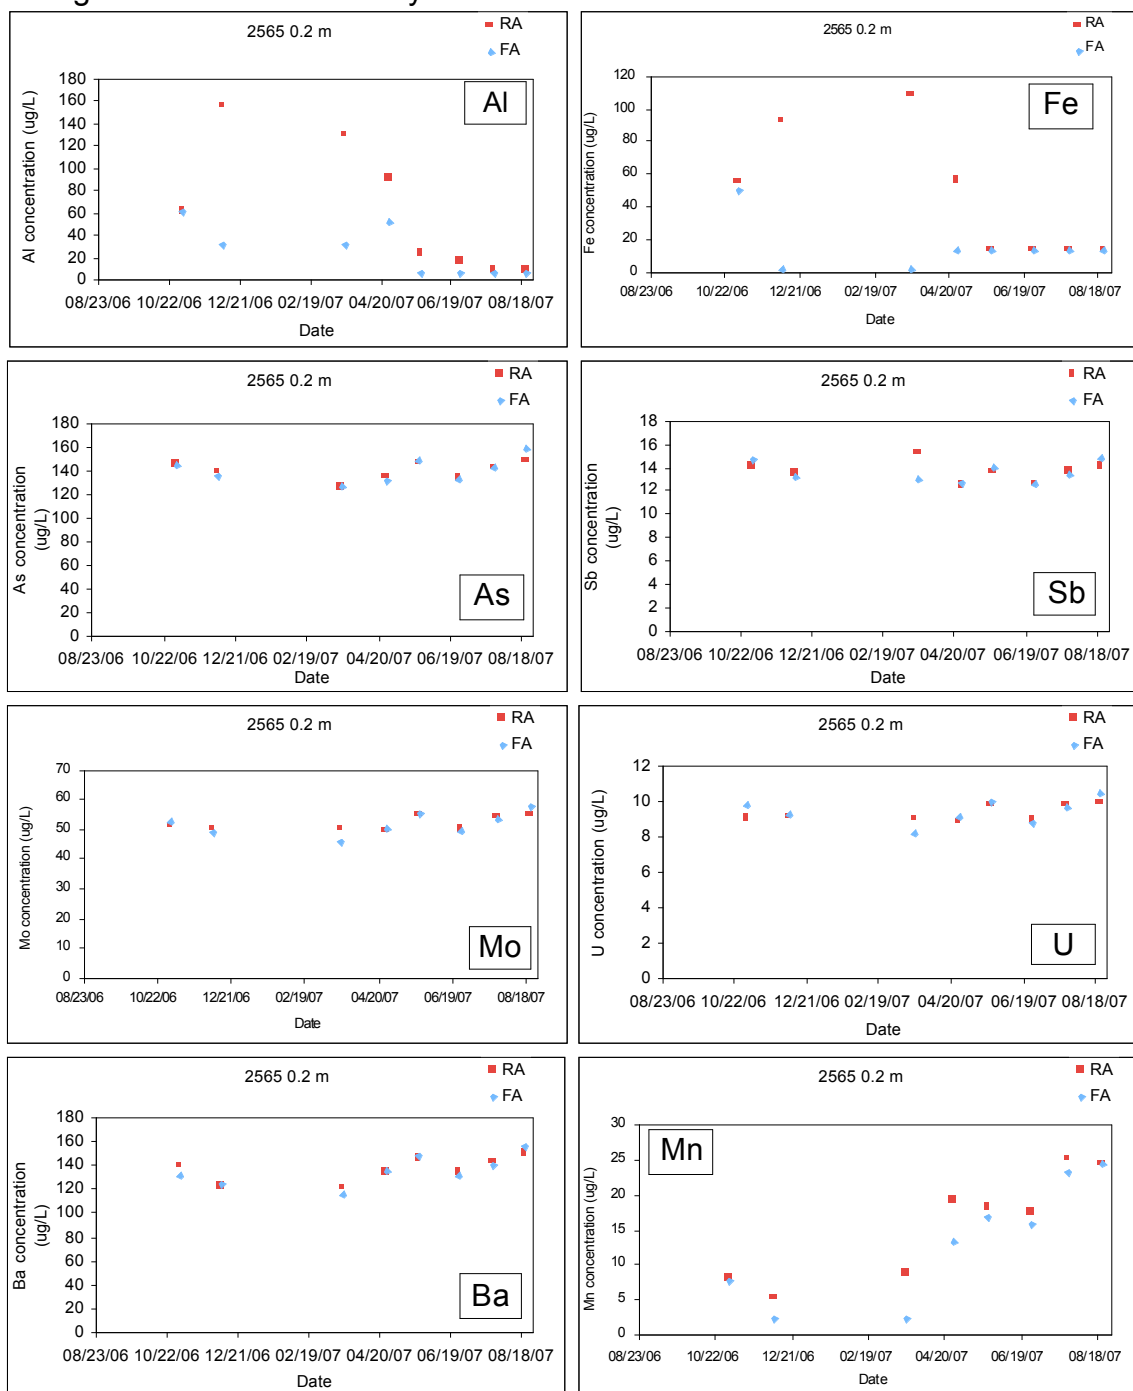 2565 0.2 m
RA
FA
Al
Al concentration (ug/L)
180
160
140
120
100
80
60
40
20
0
08/23/06 10/22/06 12/21/06 02/19/07 04/20/07 06/19/07 08/18/07
Date
2565 0.2 m
RA
FA
Fe
Fe concentration (ug/L)
120
100
80
60
40
20
0
08/23/06 10/22/06 12/21/06 02/19/07 04/20/07 06/19/07 08/18/07
Date
2565 0.2 m
RA
FA
As concentration
(ug/L)
180
160
140
120
100
80
60
40
20
0
As
08/23/06 10/22/06 12/21/06 02/19/07 04/20/07 06/19/07 08/18/07
Date
2565 0.2 m
RA
FA
Sb concentration
(ug/L)
18
16
14
12
10
8
6
4
2
0
Sb
08/23/06 10/22/06 12/21/06 02/19/07 04/20/07 06/19/07 08/18/07
Date
2565 0.2 m
RA
FA
Mo concentration (ug/L)
70
60
50
40
30
20
10
0
Mo
08/23/06 10/22/06 12/21/06 02/19/07 04/20/07 06/19/07 08/18/07
Date
2565 0.2 m
RA
FA
U concentration (ug/L)
12
10
8
6
4
2
0
U
08/23/06 10/22/06 12/21/06 02/19/07 04/20/07 06/19/07 08/18/07
Date
2565 0.2 m
RA
FA
Ba concentration
(ug/L)
180
160
140
120
100
80
60
40
20
0
Ba
08/23/06 10/22/06 12/21/06 02/19/07 04/20/07 06/19/07 08/18/07
Date
2565 0.2 m
RA
FA
Mn
Mn concentration (ug/L)
30
25
20
15
10
5
0
08/23/06 10/22/06 12/21/06 02/19/07 04/20/07 06/19/07 08/18/07
Date